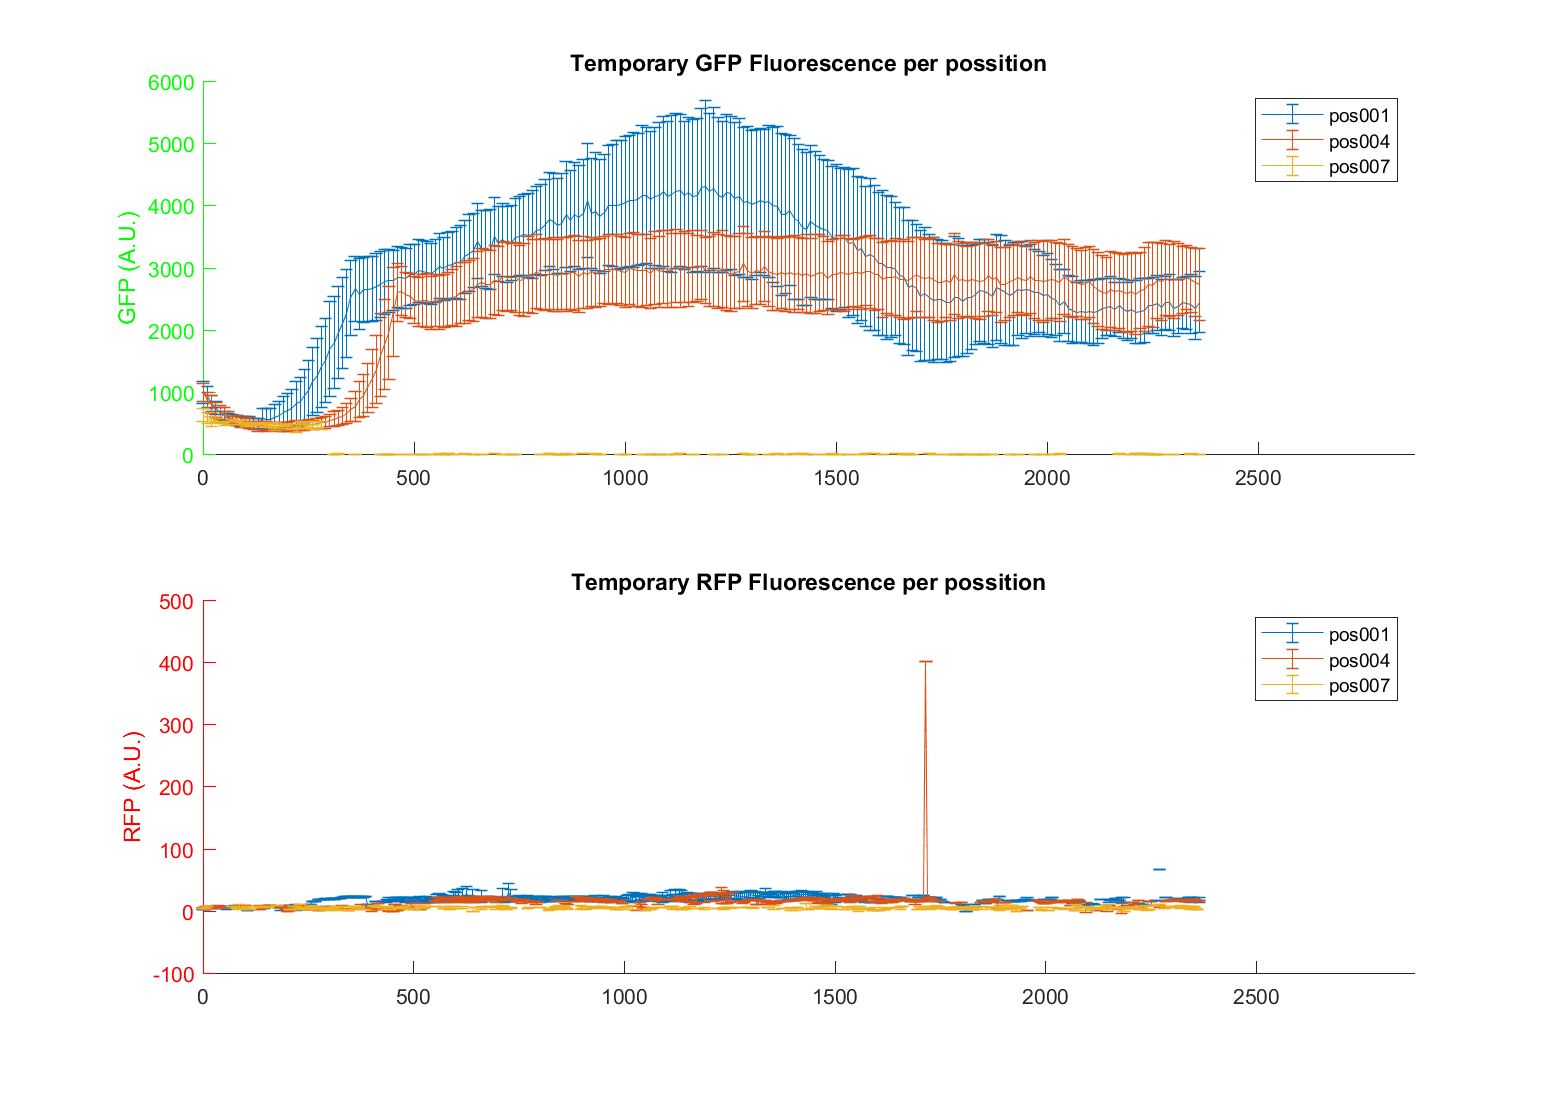 Temporary GFP Fluorescence per possition
6000
5000
4000
3000
2000
1000
0
GFP (A.U.)
0 500 1000 1500 2000 2500
pos001
pos004
pos007
Temporary RFP Fluorescence per possition
500
400
300
200
100
0
-100
RFP (A.U.)
0 500 1000 1500 2000 2500
pos001
pos004
pos007